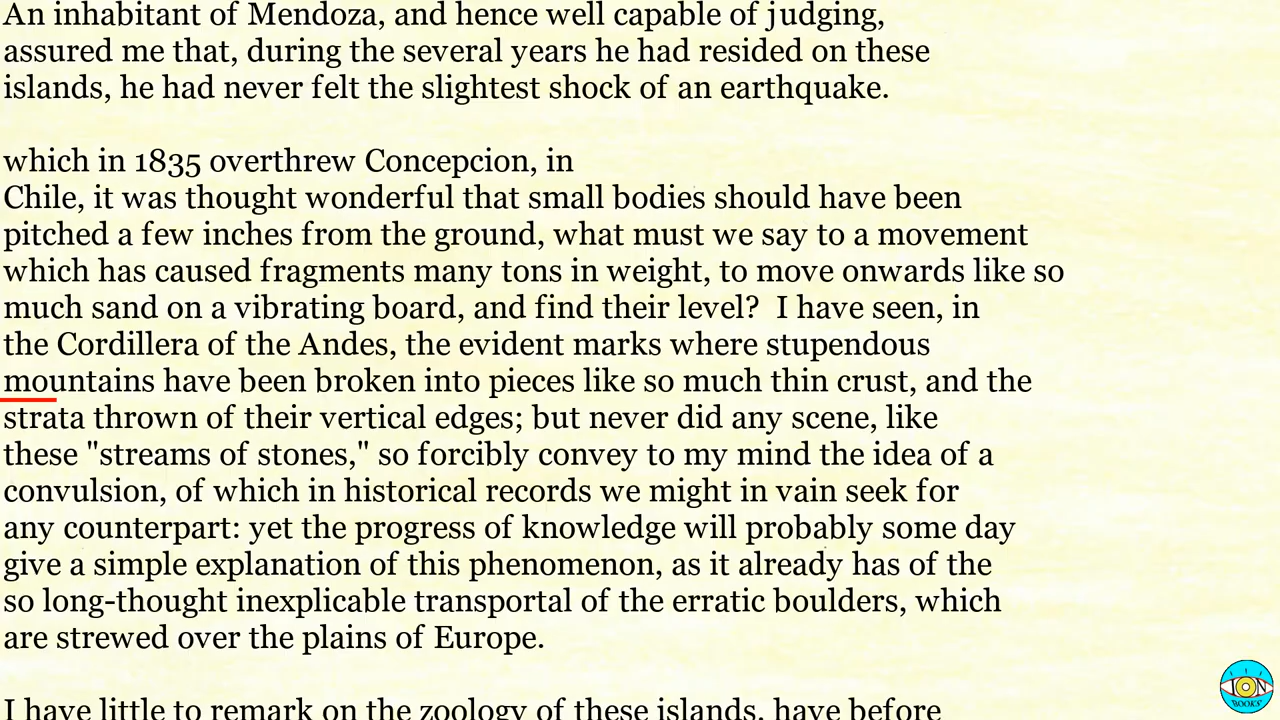 An inhabitant of Mendoza, and hence well capable of judging,
assured me that, during the several years he had resided on these
islands, he had never felt the slightest shock of an earthquake.
which in 1835 overthrew Concepcion, in
Chile, it was thought wonderful that small bodies should have been
pitched a few inches from the ground, what must we say to a movement
which has caused fragments many tons in weight, to move onwards like so
much sand on a vibrating board, and find their level?  I have seen, in
the Cordillera of the Andes, the evident marks where stupendous
mountains have been broken into pieces like so much thin crust, and the
strata thrown of their vertical edges; but never did any scene, like
these "streams of stones," so forcibly convey to my mind the idea of a
convulsion, of which in historical records we might in vain seek for
any counterpart: yet the progress of knowledge will probably some day
give a simple explanation of this phenomenon, as it already has of the
so long-thought inexplicable transportal of the erratic boulders, which
are strewed over the plains of Europe.
I have little to remark on the zoology of these islands. have before
ION
BOOKS